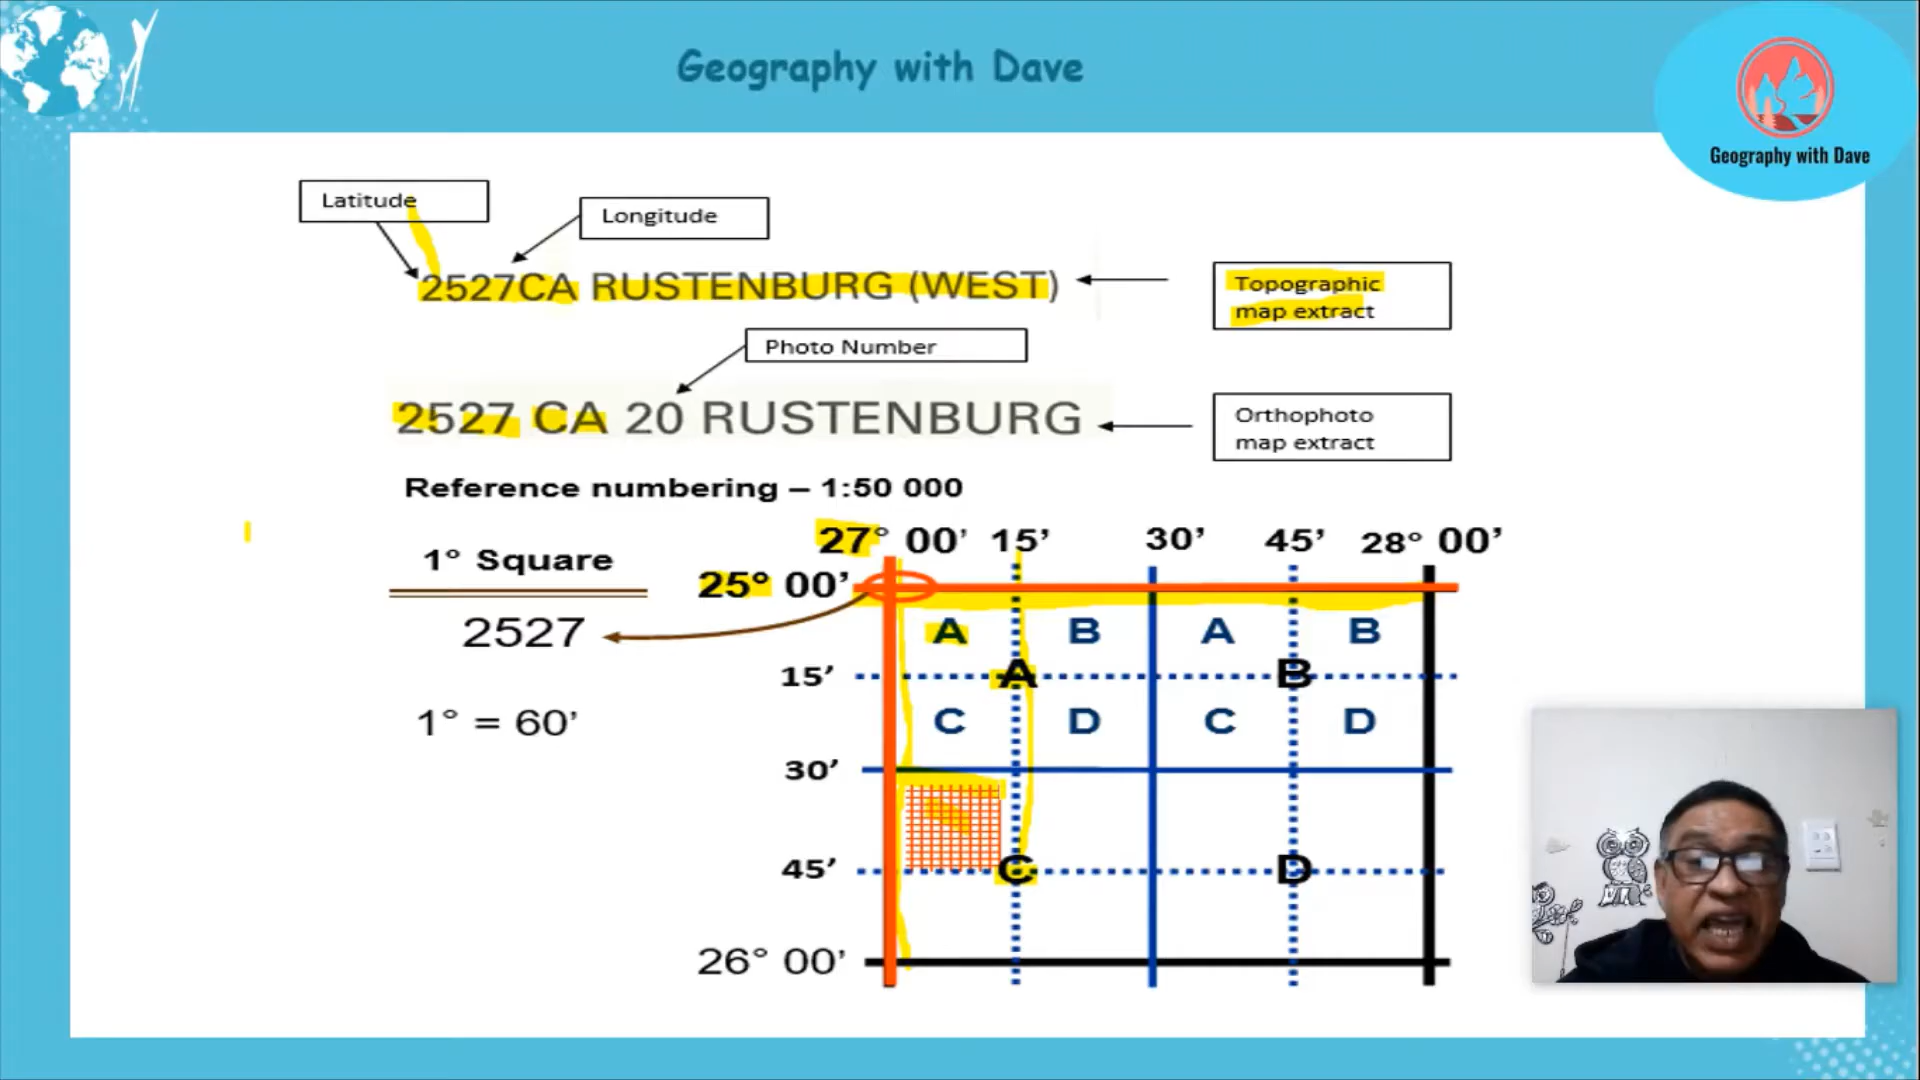 Geography with Dave
Geography with Dave
Latitude
Longitude
2527CA RUSTENBURG (WEST)
Topographic
map extract
Photo Number
2527 CA 20 RUSTENBURG
Orthophoto
map extract
Reference numbering – 1:50 000
27° 00’ 15’ 30’ 45’ 28° 00’
1° Square
25° 00’
2527
A B A B
15’ A B
1° = 60’
C D C D
30’
45’ C D
26° 00’